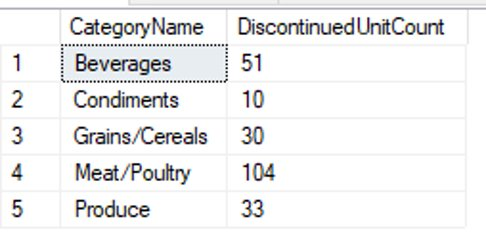 CategoryName DiscontinuedUnitCount
1 Beverages 51
2 Condiments 10
3 Grains/Cereals 30
4 Meat/Poultry 104
5 Produce 33